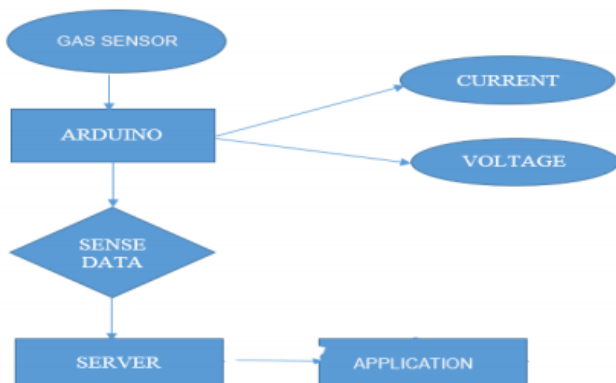 GAS SENSOR
CURRENT
ARDUINO
VOLTAGE
SENSE
DATA
SERVER
APPLICATION